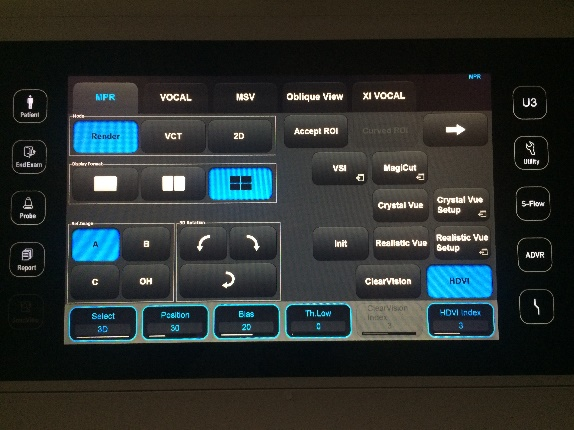 MPR
MPR
VOCAL
MSV
Oblique View
XI VOCAL
Mode
Render
VCT
2D
Accept ROI
Curved ROI
Display Format
VSI
MagiCut
Crystal Vue
Crystal Vue
Setup
Ref.Image
3D Rotation
A
B
C
OH
Init
Realistic Vue
Realistic Vue
Setup
ClearVision
HDVI
Select
3D
Position
30
Bias
20
Th.Low
0
ClearVision
Index
HDVI Index
3
Patient
End Exam
Probe
Report
U3
Utility
S-Flow
ADVR